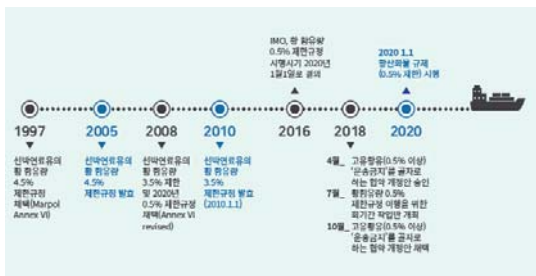 IMO, 황 함유량
0.5% 제한규정
시행시기 2020년
1월1일로 결의
2020 1.1
황산화물 규제
(0.5% 제한) 시행
1997
2005
2008
2010
2016
2018
2020
선박연료유의
황 함유량
4.5%
제한규정
채택(Marpol
Annex VI)
선박연료유의
황 함유량
4.5%
제한규정 발효
선박연료유의
황 함유량
3.5% 제한
및 2020년
0.5% 제한규정
채택(Annex VI
revised)
선박연료유의
황 함유량
3.5%
제한규정 발효
(2010.1.1)
4월_ 고유황유(0.5% 이상)
'운송금지'를 골자로
하는 협약 개정안 승인
7월_ 황함유량 0.5%
제한규정 이행을 위한
회기간 작업반 개최
10월_ 고유황유(0.5% 이상)
'운송금지'를 골자로
하는 협약 개정안 채택